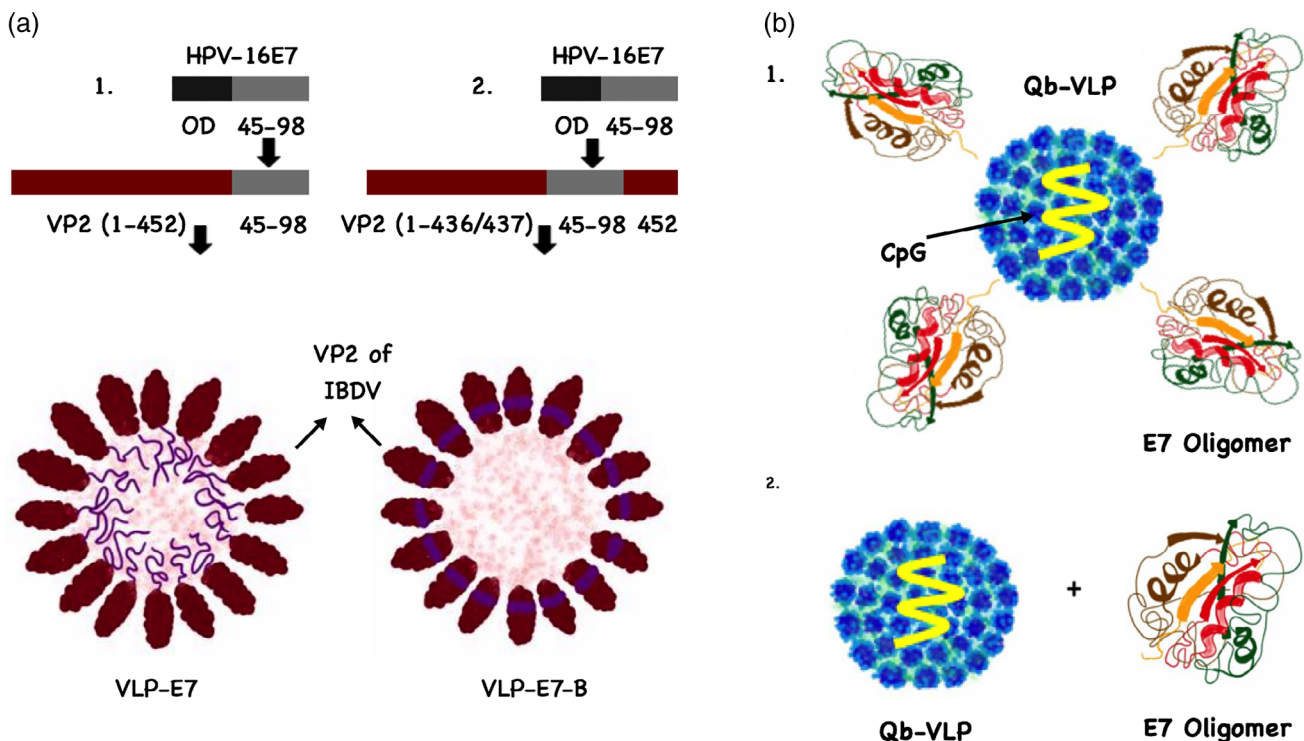 (a)
HPV-16E7
1.
OD 45-98
VP2 (1-452) 45-98
HPV-16E7
2.
OD 45-98
VP2 (1-436/437) 45-98 452
VP2 of
IBDV
VLP-E7
VLP-E7-B
(b)
1.
Qb-VLP
CpG
E7 Oligomer
2.
+
Qb-VLP
E7 Oligomer